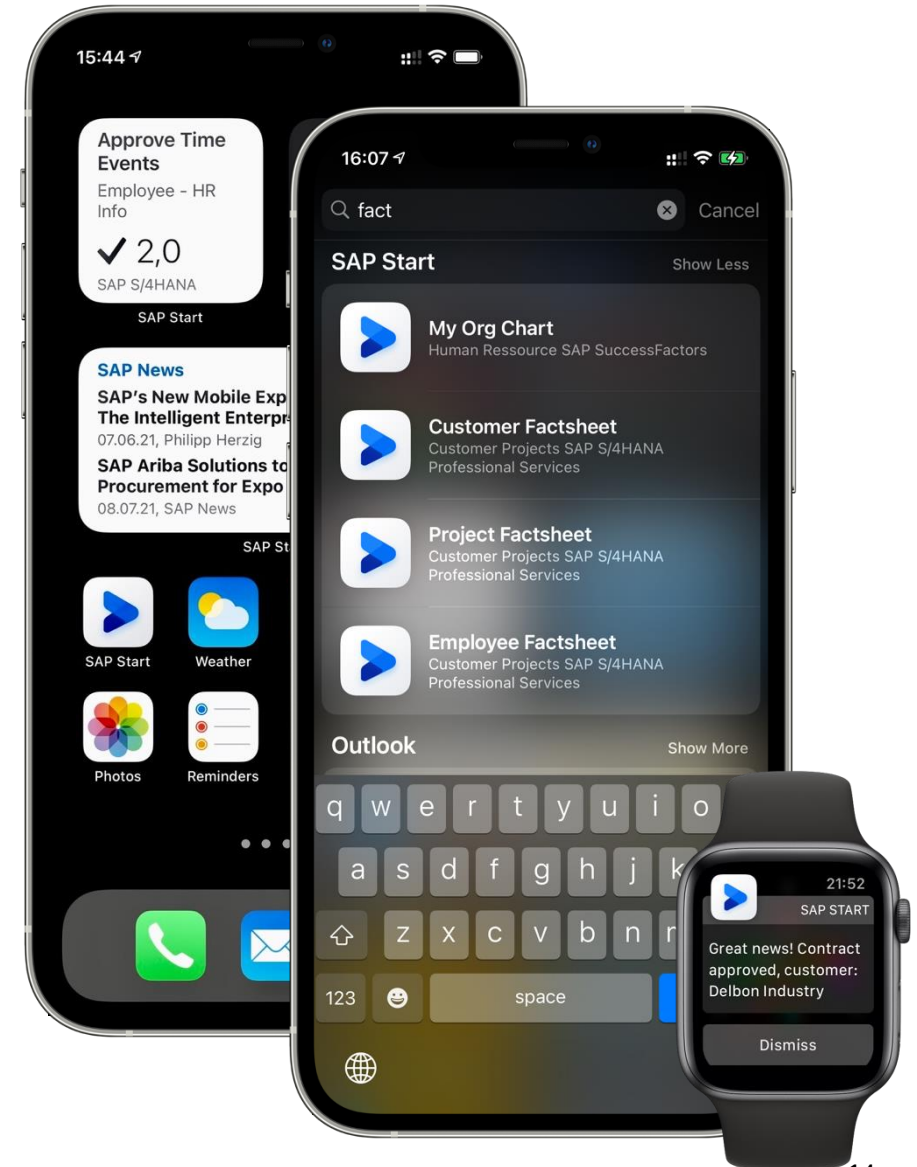 15:44
Approve Time
Events
Employee - HR
Info
2,0
SAP S/4HANA
SAP Start
SAP News
SAP's New Mobile
The Intelligent
07.06.21, Philipp Herzig
SAP Ariba Solutions to
Procurement for Expo
08.07.21, SAP News
SAP
SAP Start
Weather
Photos
Reminders
16:07
fact
Cancel
SAP Start
Show Less
My Org Chart
Human Ressource SAP SuccessFactors
Customer Factsheet
Customer Projects SAP S/4HANA
Professional Services
Project Factsheet
Customer Projects SAP S/4HANA
Professional Services
Employee Factsheet
Customer Projects SAP S/4HANA
Professional Services
Outlook
Show More
q w e r t y u i o
a s d f g h j k
z x c v b n
123
space
21:52
SAP START
Great news! Contract
approved, customer:
Delbon Industry
Dismiss